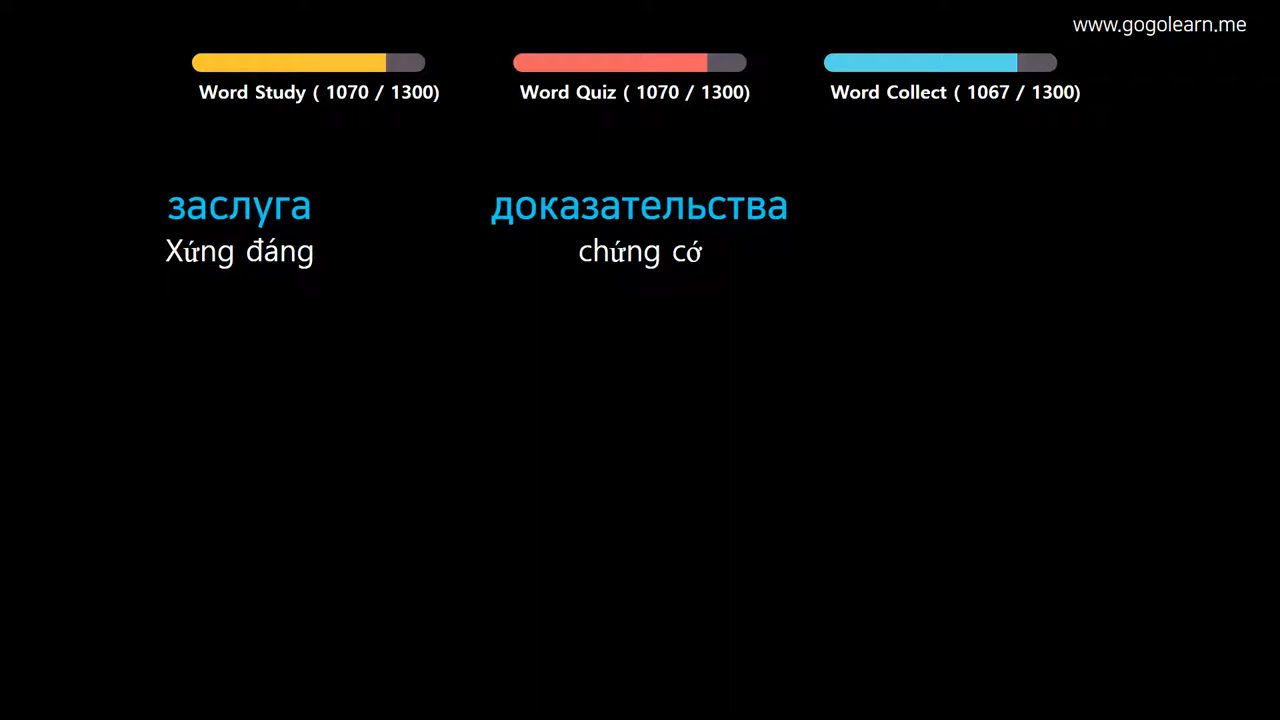 www.gogolearn.me
Word Study ( 1070 / 1300)
Word Quiz ( 1070 / 1300)
Word Collect ( 1067 / 1300)
заслуга
Xứng đáng
доказательства
chứng cớ